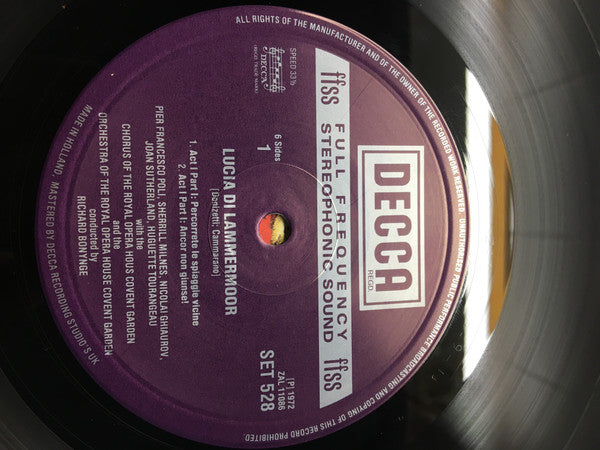 ALL RIGHTS OF THE MANUFACTURER AND OF THE OWNER OF THE RECORDED WORK RESERVED UNAUTHORISED PUBLIC PERFORMANCE BROADCASTING AND COPYING OF THIS RECORD PROHIBITED
DECCA
REGD.
ffss FULL FREQUENCY STEREOPHONIC SOUND ffss
SPEED 33⅓
DECCA
6 Sides
1
(P) 1972
ZAL 11086
SET 528
LUCIA DI LAMMERMOOR
(Donizetti; Cammarano)
1. Act I Part I: Percorrete le spiaggie vicine
2. Act I Part I: Ancor non giunse!
PIER FRANCESCO POLI, SHERRILL MILNES, NICOLAI GHIAUROV,
JOAN SUTHERLAND, HUGUETTE TOURANGEAU
with the
CHORUS OF THE ROYAL OPERA HOUS COVENT GARDEN
and the
ORCHESTRA OF THE ROYAL OPERA HOUSE COVENT GARDEN
conducted by
RICHARD BONYNGE
MADE IN HOLLAND, MASTERED BY DECCA RECORDING STUDIO'S UK